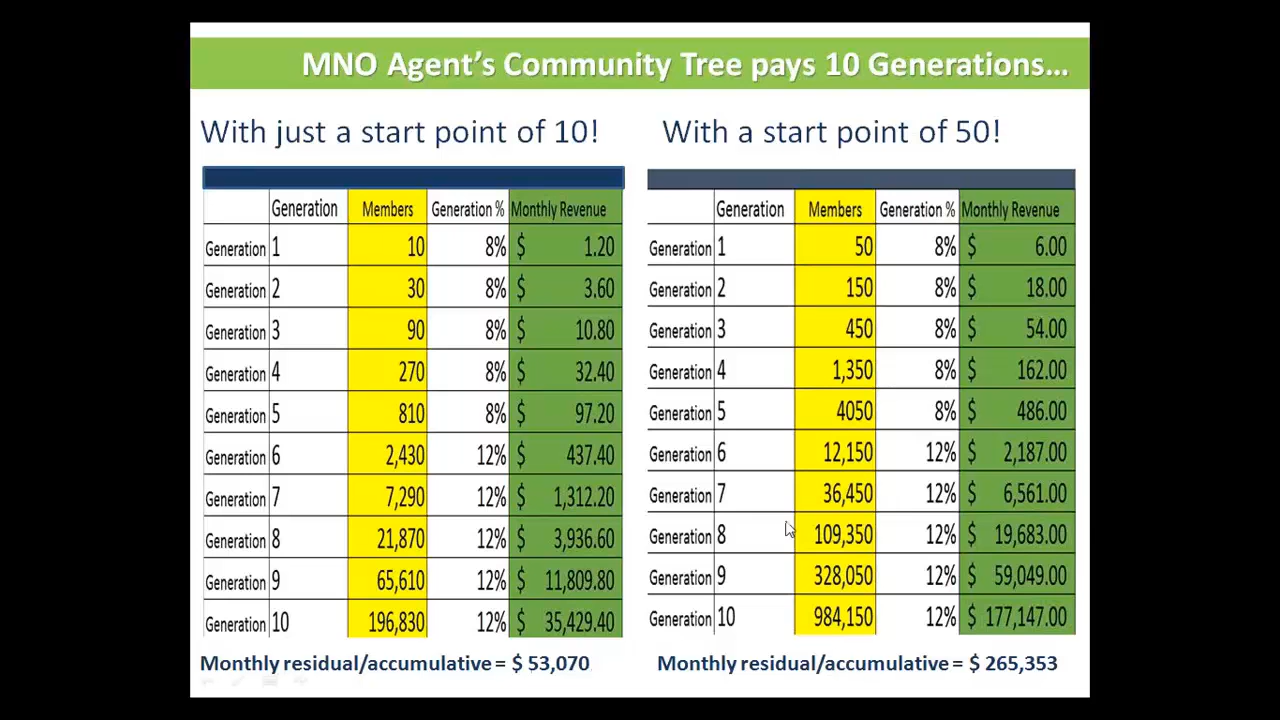 MNO Agent's Community Tree pays 10 Generations...
With just a start point of 10!
Generation Members Generation % Monthly Revenue
Generation 1 10 8% $ 1.20
Generation 2 30 8% $ 3.60
Generation 3 90 8% $ 10.80
Generation 4 270 8% $ 32.40
Generation 5 810 8% $ 97.20
Generation 6 2,430 12% $ 437.40
Generation 7 7,290 12% $ 1,312.20
Generation 8 21,870 12% $ 3,936.60
Generation 9 65,610 12% $ 11,809.80
Generation 10 196,830 12% $ 35,429.40
Monthly residual/accumulative = $ 53,070
With a start point of 50!
Generation Members Generation % Monthly Revenue
Generation 1 50 8% $ 6.00
Generation 2 150 8% $ 18.00
Generation 3 450 8% $ 54.00
Generation 4 1,350 8% $ 162.00
Generation 5 4050 8% $ 486.00
Generation 6 12,150 12% $ 2,187.00
Generation 7 36,450 12% $ 6,561.00
Generation 8 109,350 12% $ 19,683.00
Generation 9 328,050 12% $ 59,049.00
Generation 10 984,150 12% $ 177,147.00
Monthly residual/accumulative = $ 265,353